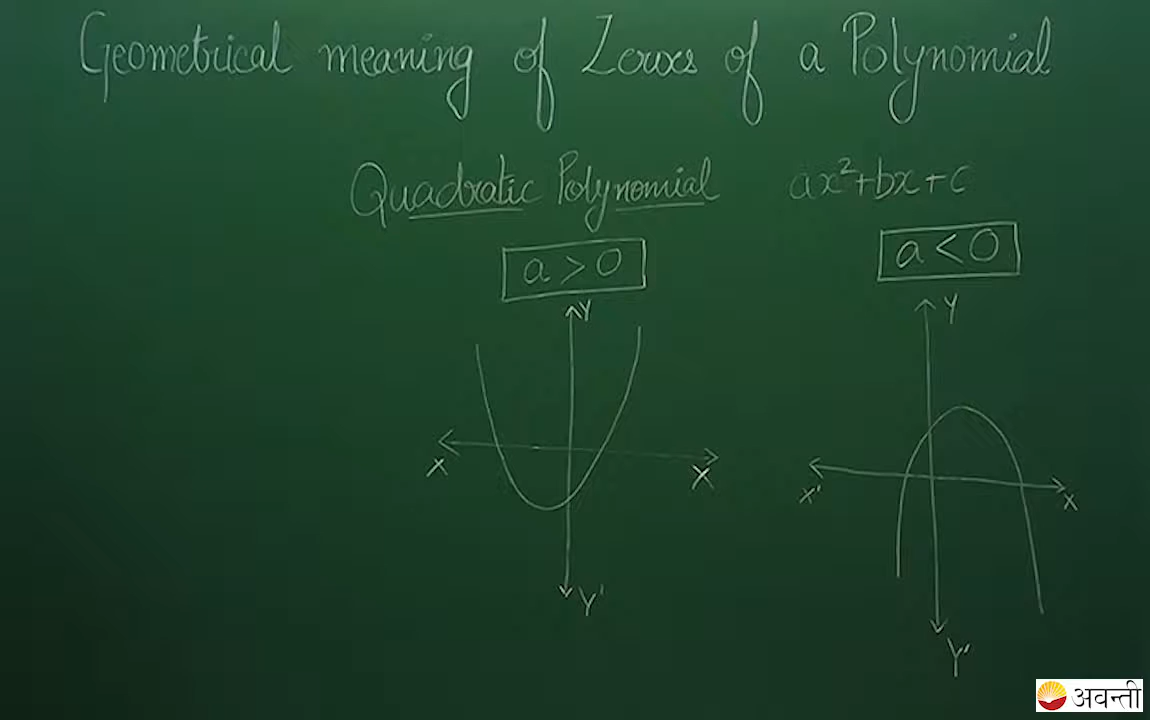 Geometrical meaning of Zeroes of a Polynomial
Quadratic Polynomial ax²+bx+c
a > 0
a < 0
Y
Y
X
X
X'
X
Y'
Y'
अवन्ती